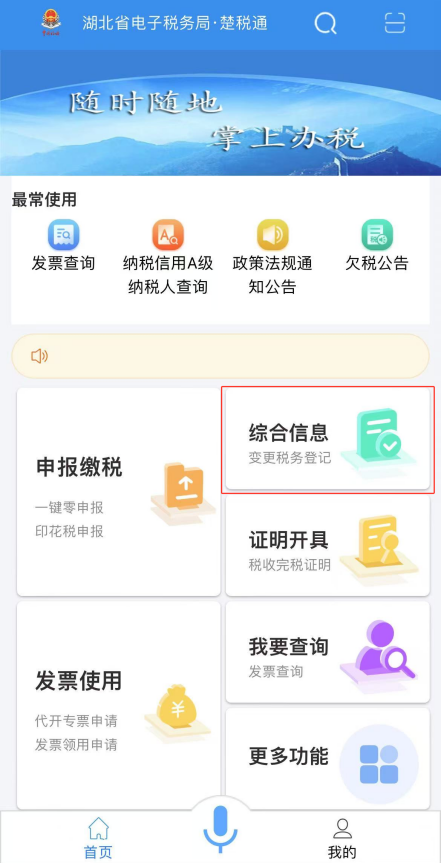 湖北省电子税务局·楚税通
随时随地
掌上办税
最常使用
发票查询
纳税信用A级
纳税人查询
政策法规通
知公告
欠税公告
申报缴税
一键零申报
印花税申报
综合信息
变更税务登记
证明开具
税收完税证明
发票使用
代开专票申请
发票领用申请
我要查询
发票查询
更多功能
首页
我的